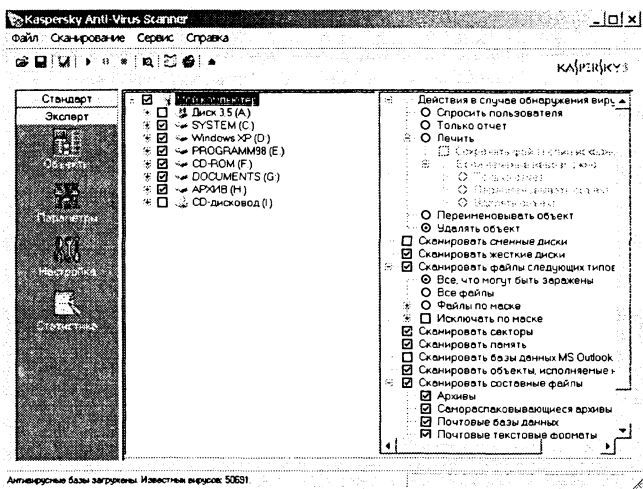 Kaspersky Anti-Virus Scanner
Файл Сканирование Сервис Справка
KASPERSKY
Стандарт
Эксперт
Объекты
Параметры
Настройка
Статистика
Мой компьютер
Диск 3.5 (A:)
SYSTEM (C:)
Windows XP (D:)
PROGRAMM98 (E:)
CD-ROM (F:)
DOCUMENTS (G:)
АРХИВ (H:)
CD-дисковод (I:)
Действия в случае обнаружения виру
Спросить пользователя
Только отчет
Лечить
Переименовывать объект
Удалять объект
Сканировать сменные диски
Сканировать жесткие диски
Сканировать файлы следующих типов
Все, что могут быть заражены
Все файлы
Файлы по маске
Исключать по маске
Сканировать секторы
Сканировать память
Сканировать базы данных MS Outlook
Сканировать объекты, исполняемые н
Сканировать составные файлы
Архивы
Самораспаковывающиеся архивы
Почтовые базы данных
Почтовые текстовые форматы
Антивирусные базы загружены. Известных вирусов: 50691.